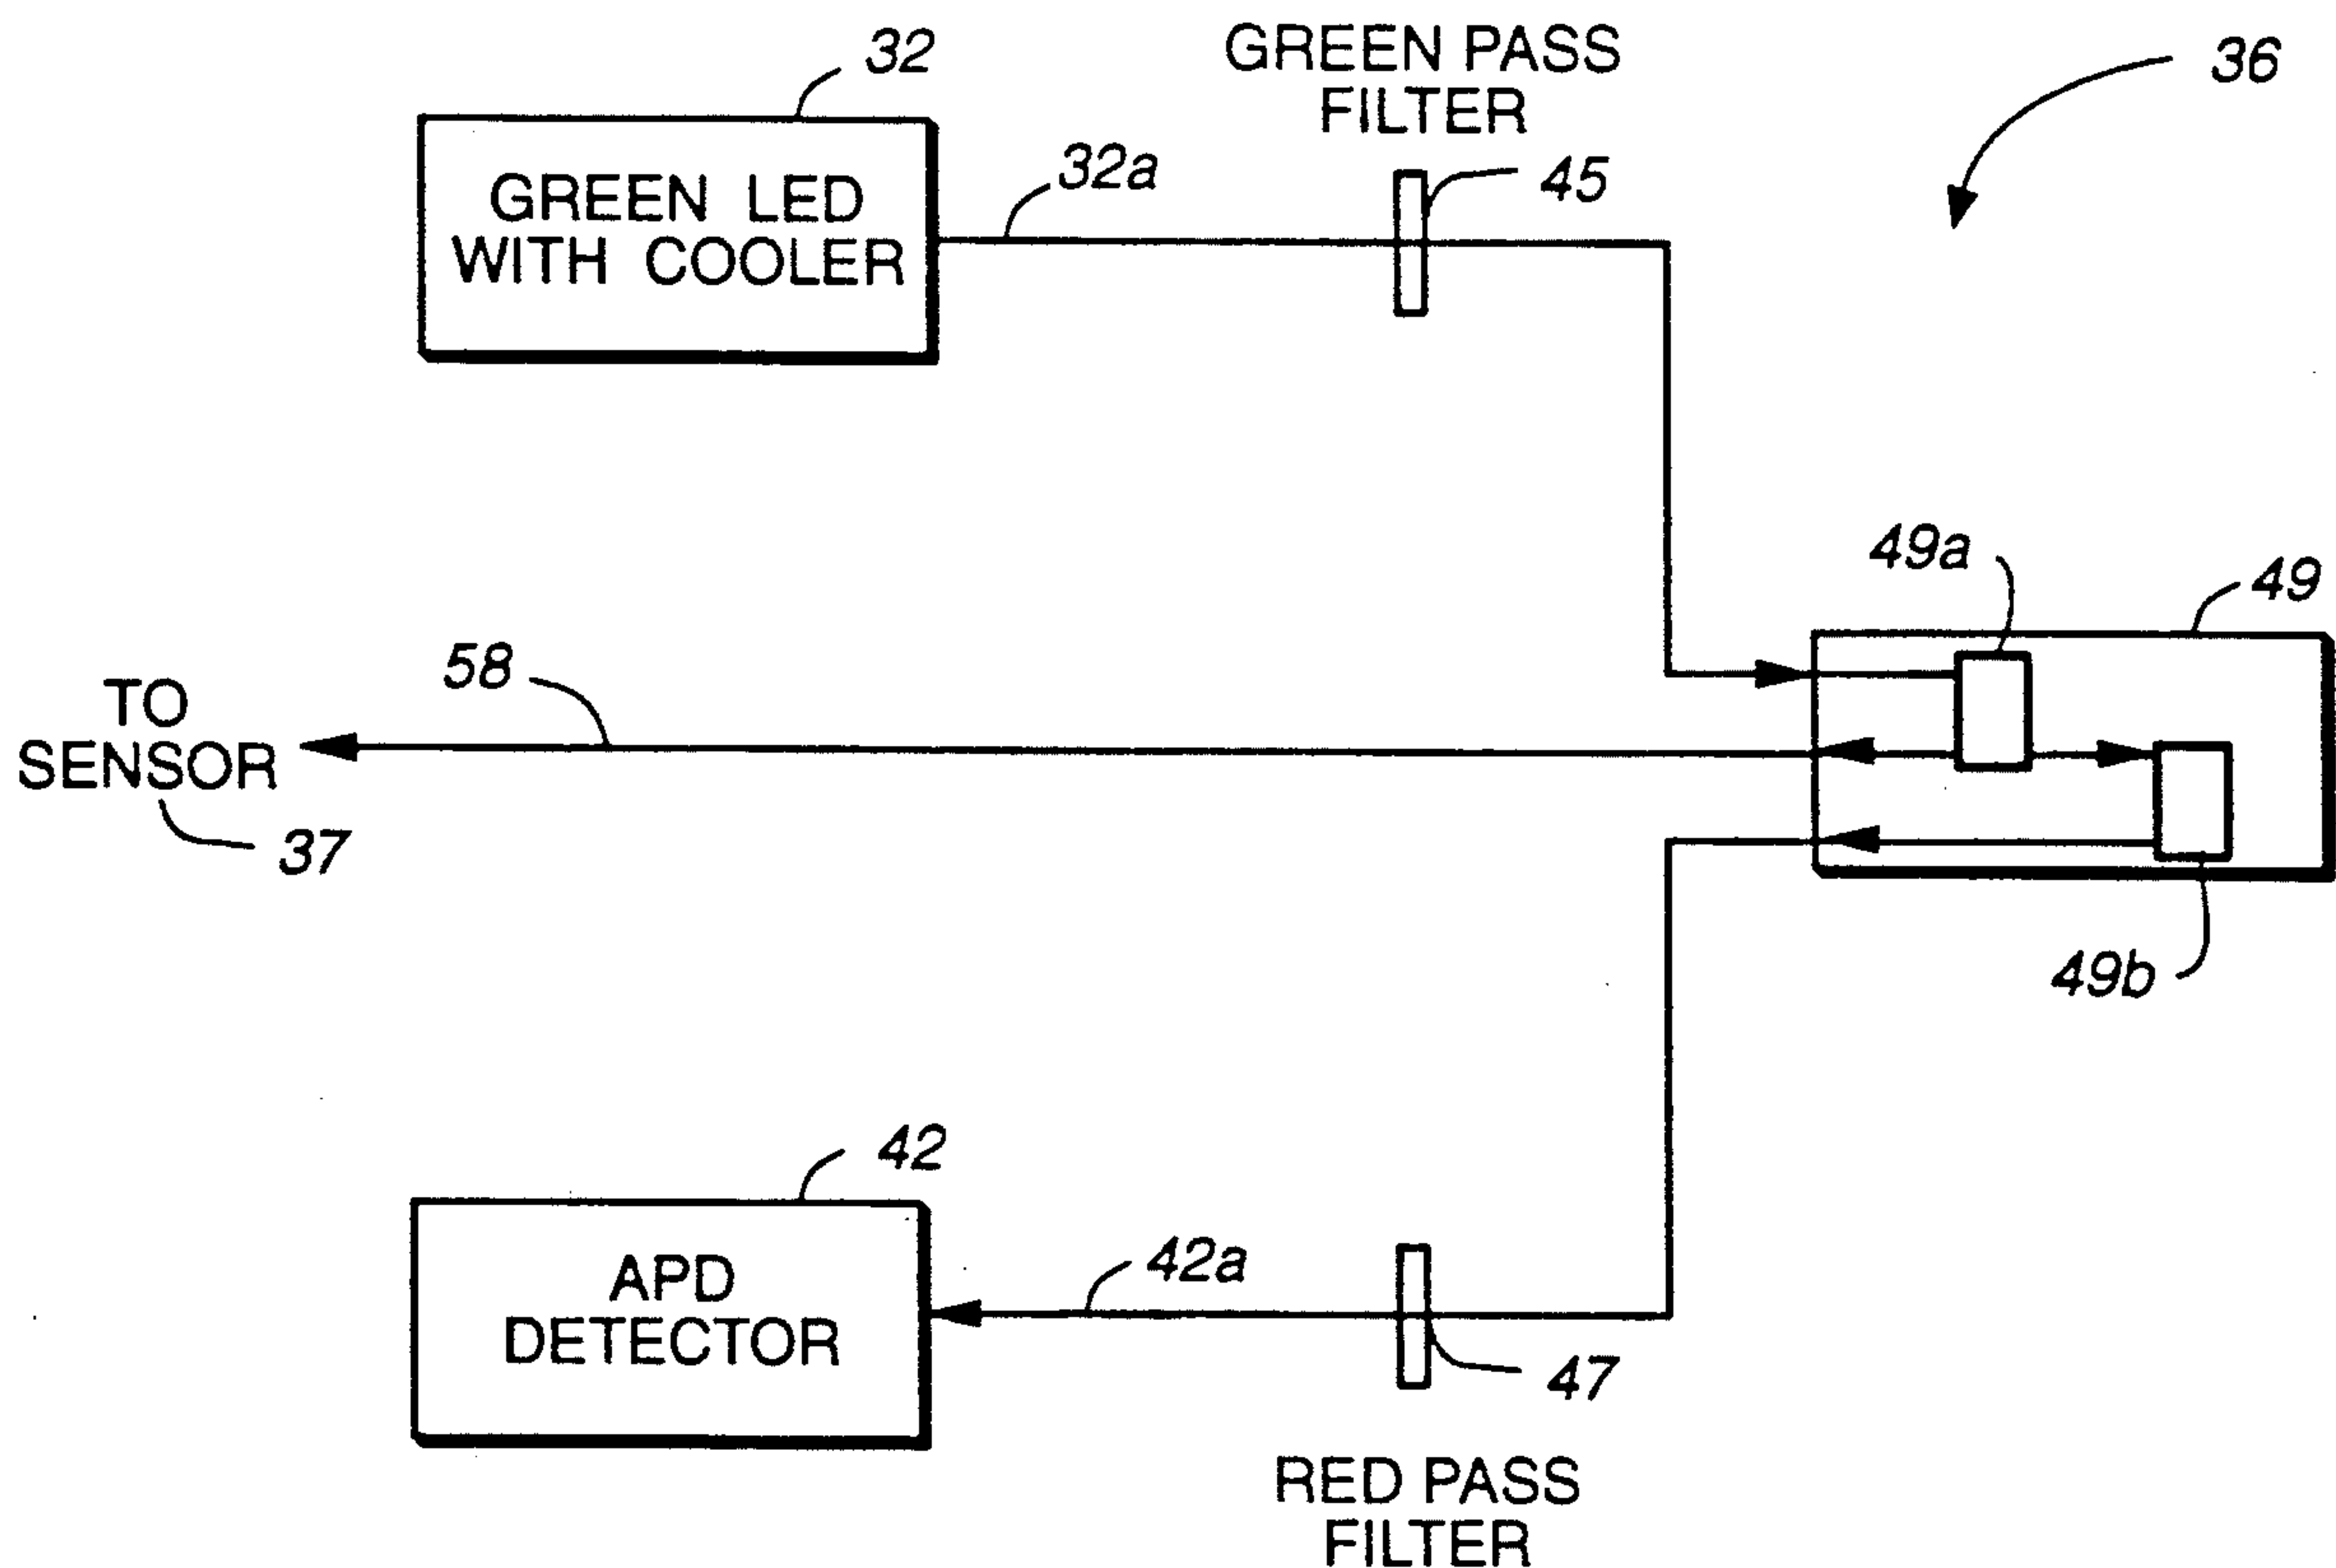 32
GREEN PASS
FILTER
36
GREEN LED
WITH COOLER
32a
45
49a
49
58
TO
SENSOR
37
49b
42
APD
DETECTOR
42a
47
RED PASS
FILTER